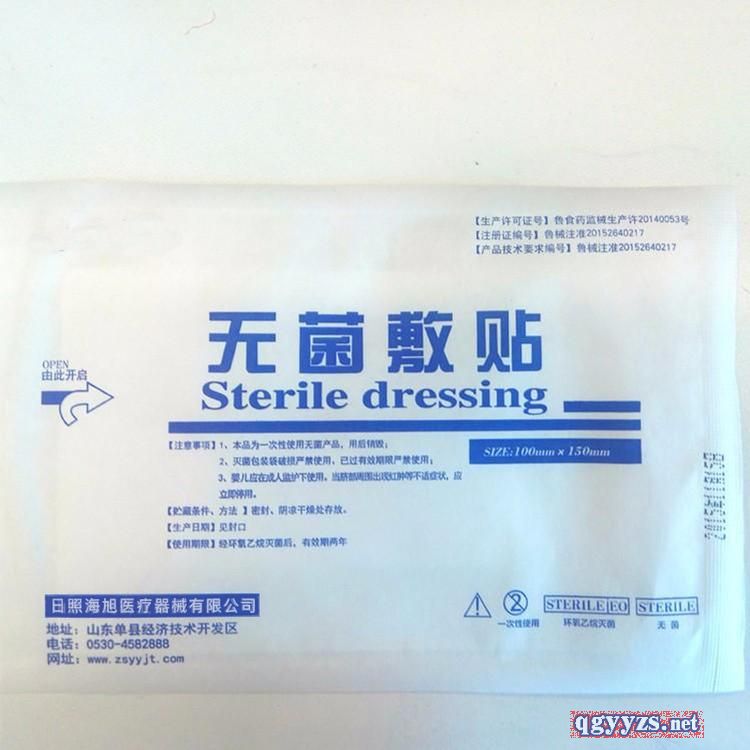 【生产许可证号】鲁食药监械生产许20140053号
【注册证编号】鲁械注准20152640217
【产品技术要求编号】鲁械注准20152640217
OPEN
由此开启
无菌敷贴
Sterile dressing
SIZE:100mm×150mm
【注意事项】1、本品为一次性使用无菌产品，用后销毁；
2、灭菌包装袋破损严禁使用、已过有效期限严禁使用；
3、婴儿应在成人监护下使用。当脐部周围出现红肿等不适症状，应
立即停用。
【贮藏条件、方法】密封、阴凉干燥处存放。
【生产日期】见封口
【使用期限】经环氧乙烷灭菌后，有效期两年
日照海旭医疗器械有限公司
地址：山东单县经济技术开发区
电话：0530-4582888
网址：www.zsyyjt.com
2
一次性使用
STERILE EO
环氧乙烷灭菌
STERILE
无菌
qgyyzs.net